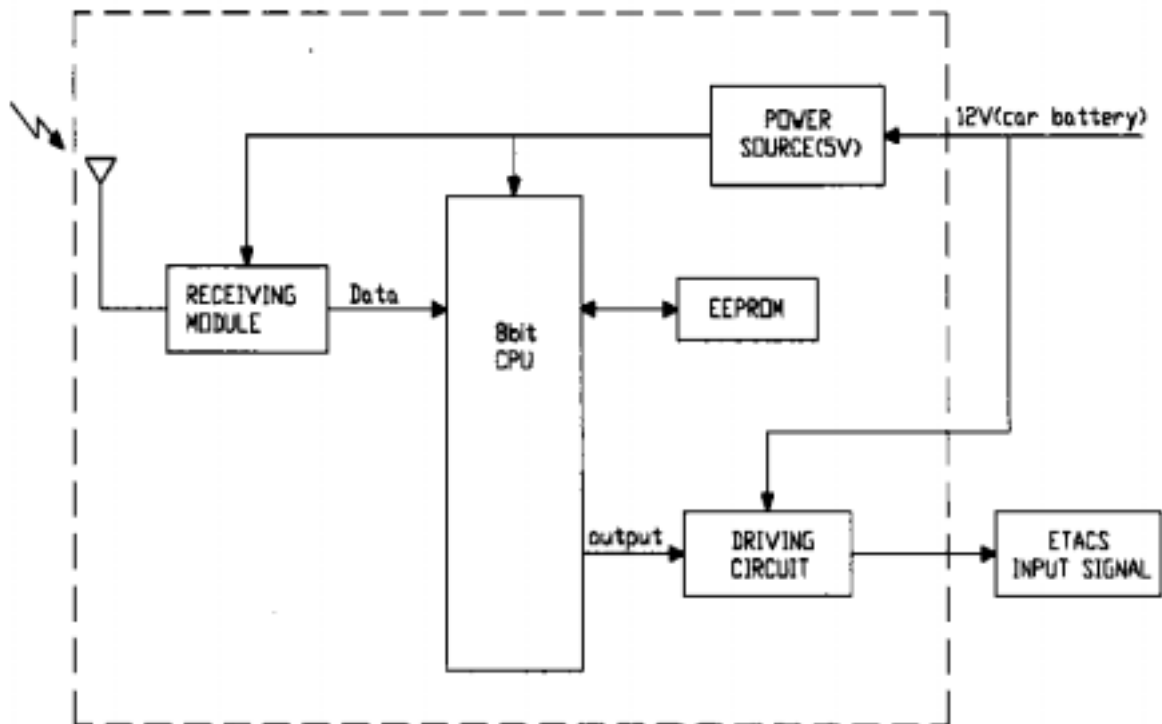 POWER
SOURCE(5V)
12V(car battery)
RECEIVING
MODULE
Data
8bit
CPU
EEPROM
output
DRIVING
CIRCUIT
ETACS
INPUT SIGNAL